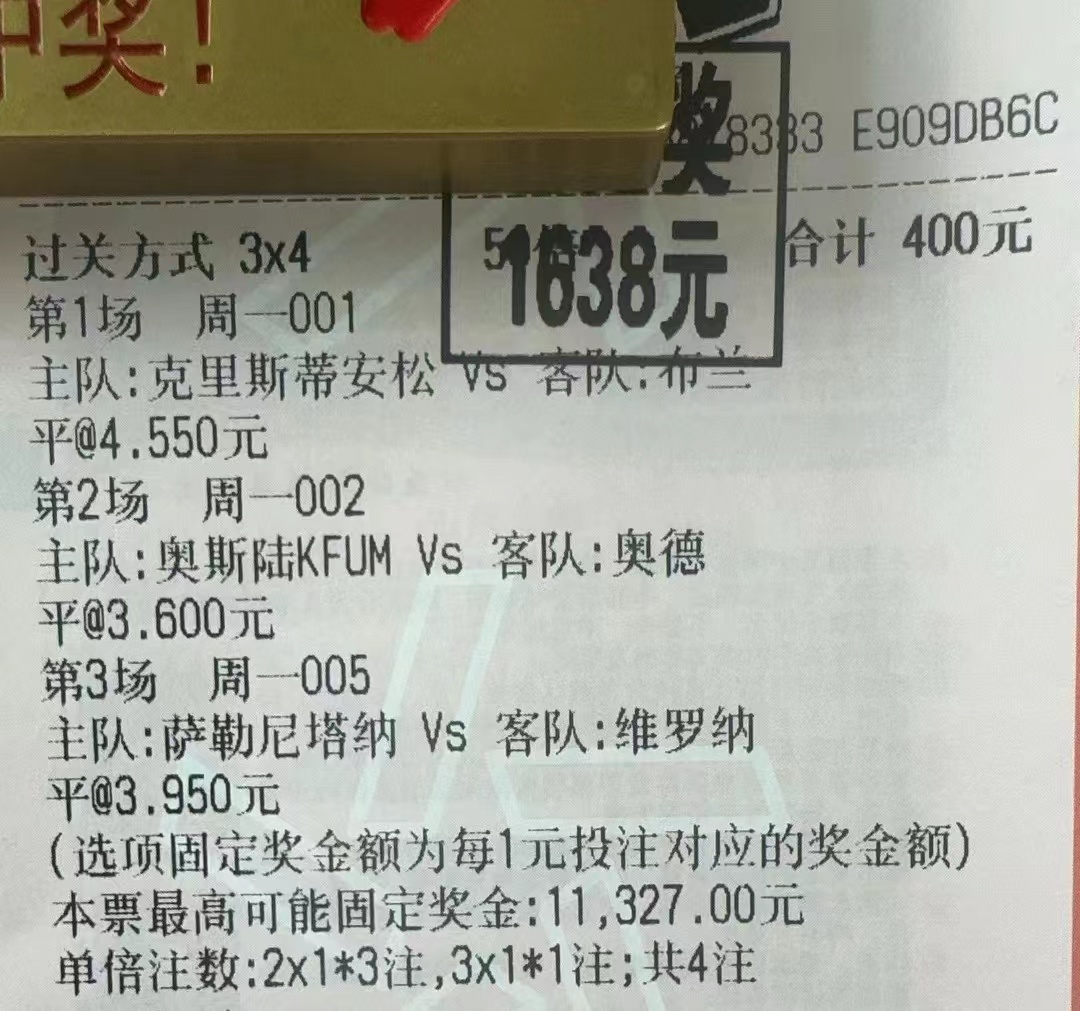 中奖!
奖
8383 E909DB6C
1638元
过关方式 3x4
合计 400元
第1场 周一001
主队:克里斯蒂安松 Vs 客队:布兰
平@4.550元
第2场 周一002
主队:奥斯陆KFUM Vs 客队:奥德
平@3.600元
第3场 周一005
主队:萨勒尼塔纳 Vs 客队:维罗纳
平@3.950元
(选项固定奖金额为每1元投注对应的奖金额)
本票最高可能固定奖金:11,327.00元
单倍注数:2x1*3注,3x1*1注;共4注